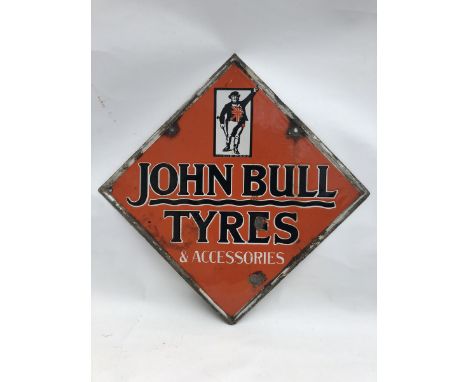 JOHN BULL
TYRES
& ACCESSORIES